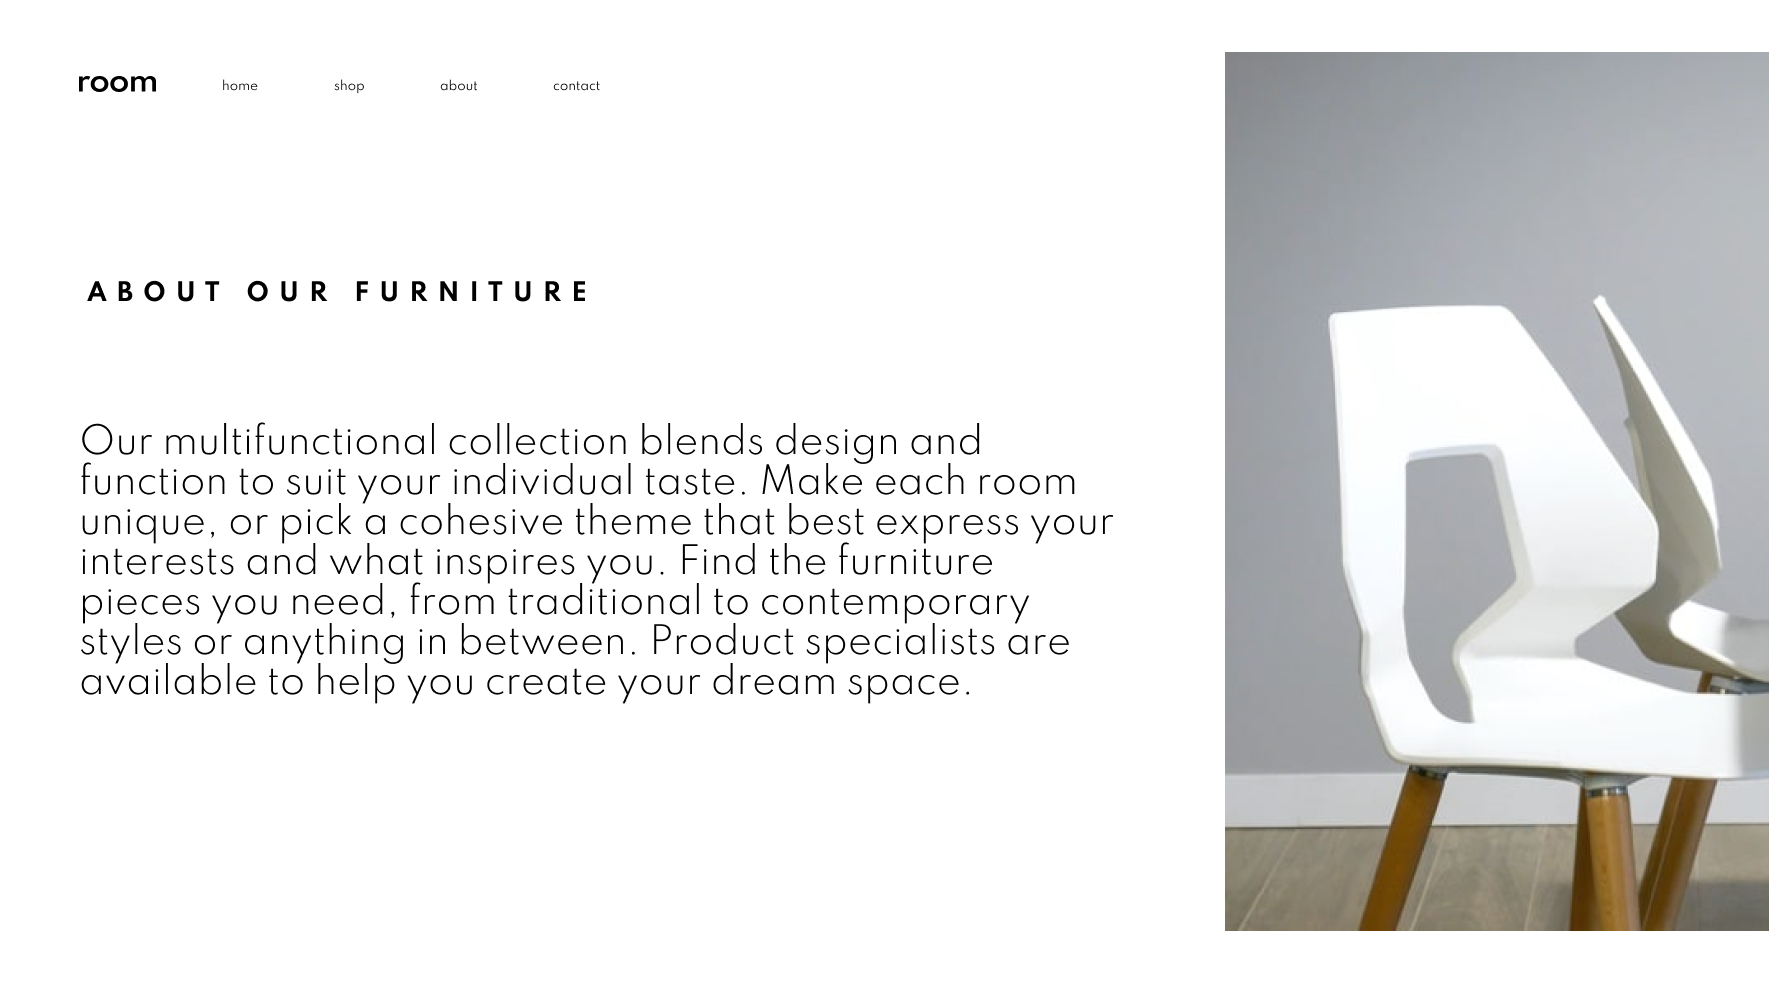 room home shop about contact
ABOUT OUR FURNITURE
Our multifunctional collection blends design and
function to suit your individual taste. Make each room
unique, or pick a cohesive theme that best express your
interests and what inspires you. Find the furniture
pieces you need, from traditional to contemporary
styles or anything in between. Product specialists are
available to help you create your dream space.